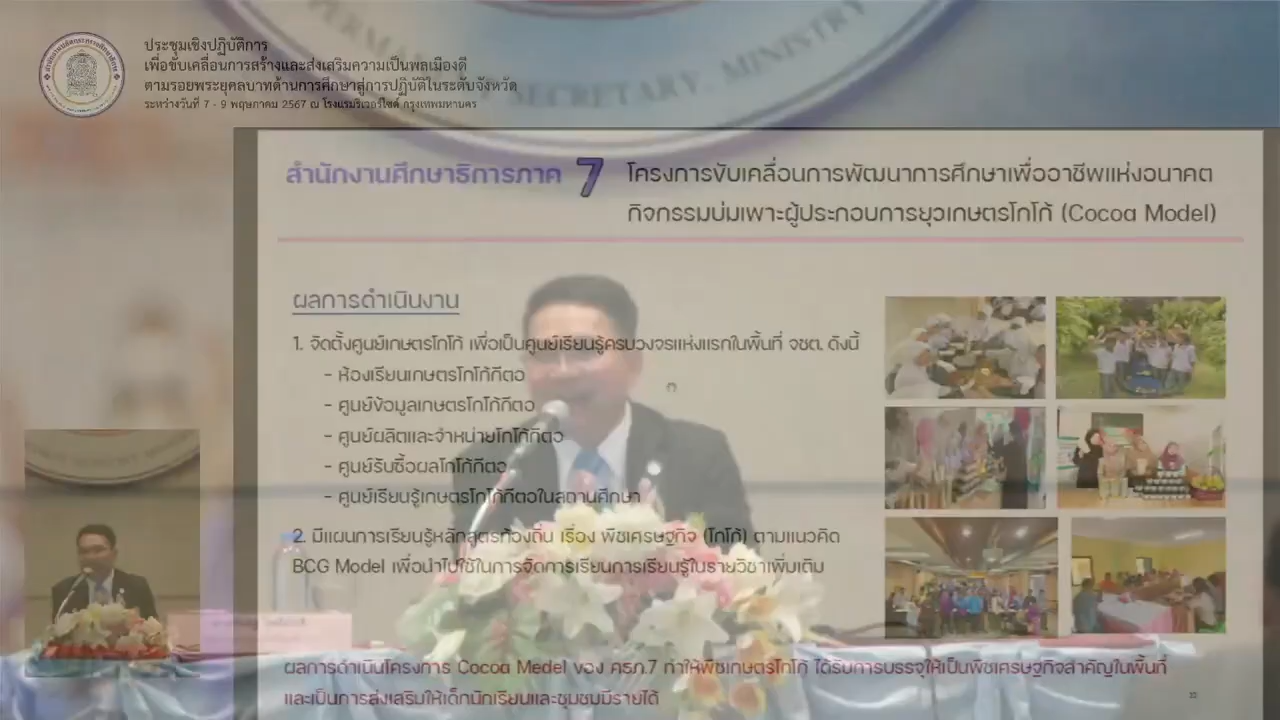 ประชุมเชิงปฏิบัติการ
เพื่อขับเคลื่อนการสร้างและส่งเสริมความเป็นพลเมืองดี
ตามรอยพระยุคลบาทด้านการศึกษาสู่การปฏิบัติในระดับจังหวัด
ระหว่างวันที่ 7 - 9 พฤษภาคม 2567 ณ โรงแรมริเวอร์ไซด์ กรุงเทพมหานคร
SECRETARY, MINISTRY
สำนักงานศึกษาธิการภาค 7 โครงการขับเคลื่อนการพัฒนาการศึกษาเพื่ออาชีพแห่งอนาคต
กิจกรรมบ่มเพาะผู้ประกอบการยุวเกษตรโกโก้ (Cocoa Model)
ผลการดำเนินงาน
1. จัดตั้งศูนย์เกษตรโกโก้ เพื่อเป็นศูนย์เรียนรู้ครบวงจรแห่งแรกในพื้นที่ จชต. ดังนี้
- ห้องเรียนเกษตรโกโก้กีตอ
- ศูนย์ข้อมูลเกษตรโกโก้กีตอ
- ศูนย์ผลิตและจำหน่ายโกโก้กีตอ
- ศูนย์รับซื้อผลโกโก้กีตอ
- ศูนย์เรียนรู้เกษตรโกโก้กีตอในสถานศึกษา
2. มีแผนการเรียนรู้หลักสูตรท้องถิ่น เรื่อง พืชเศรษฐกิจ (โกโก้) ตามแนวคิด
BCG Model เพื่อนำไปใช้ในการจัดการเรียนการเรียนรู้ในรายวิชาเพิ่มเติม
ผลการดำเนินโครงการ Cocoa Medel ของ ศธภ.7 ทำให้พืชเกษตรโกโก้ ได้รับการบรรจุให้เป็นพืชเศรษฐกิจสำคัญในพื้นที่
และเป็นการส่งเสริมให้เด็กนักเรียนและชุมชนมีรายได้